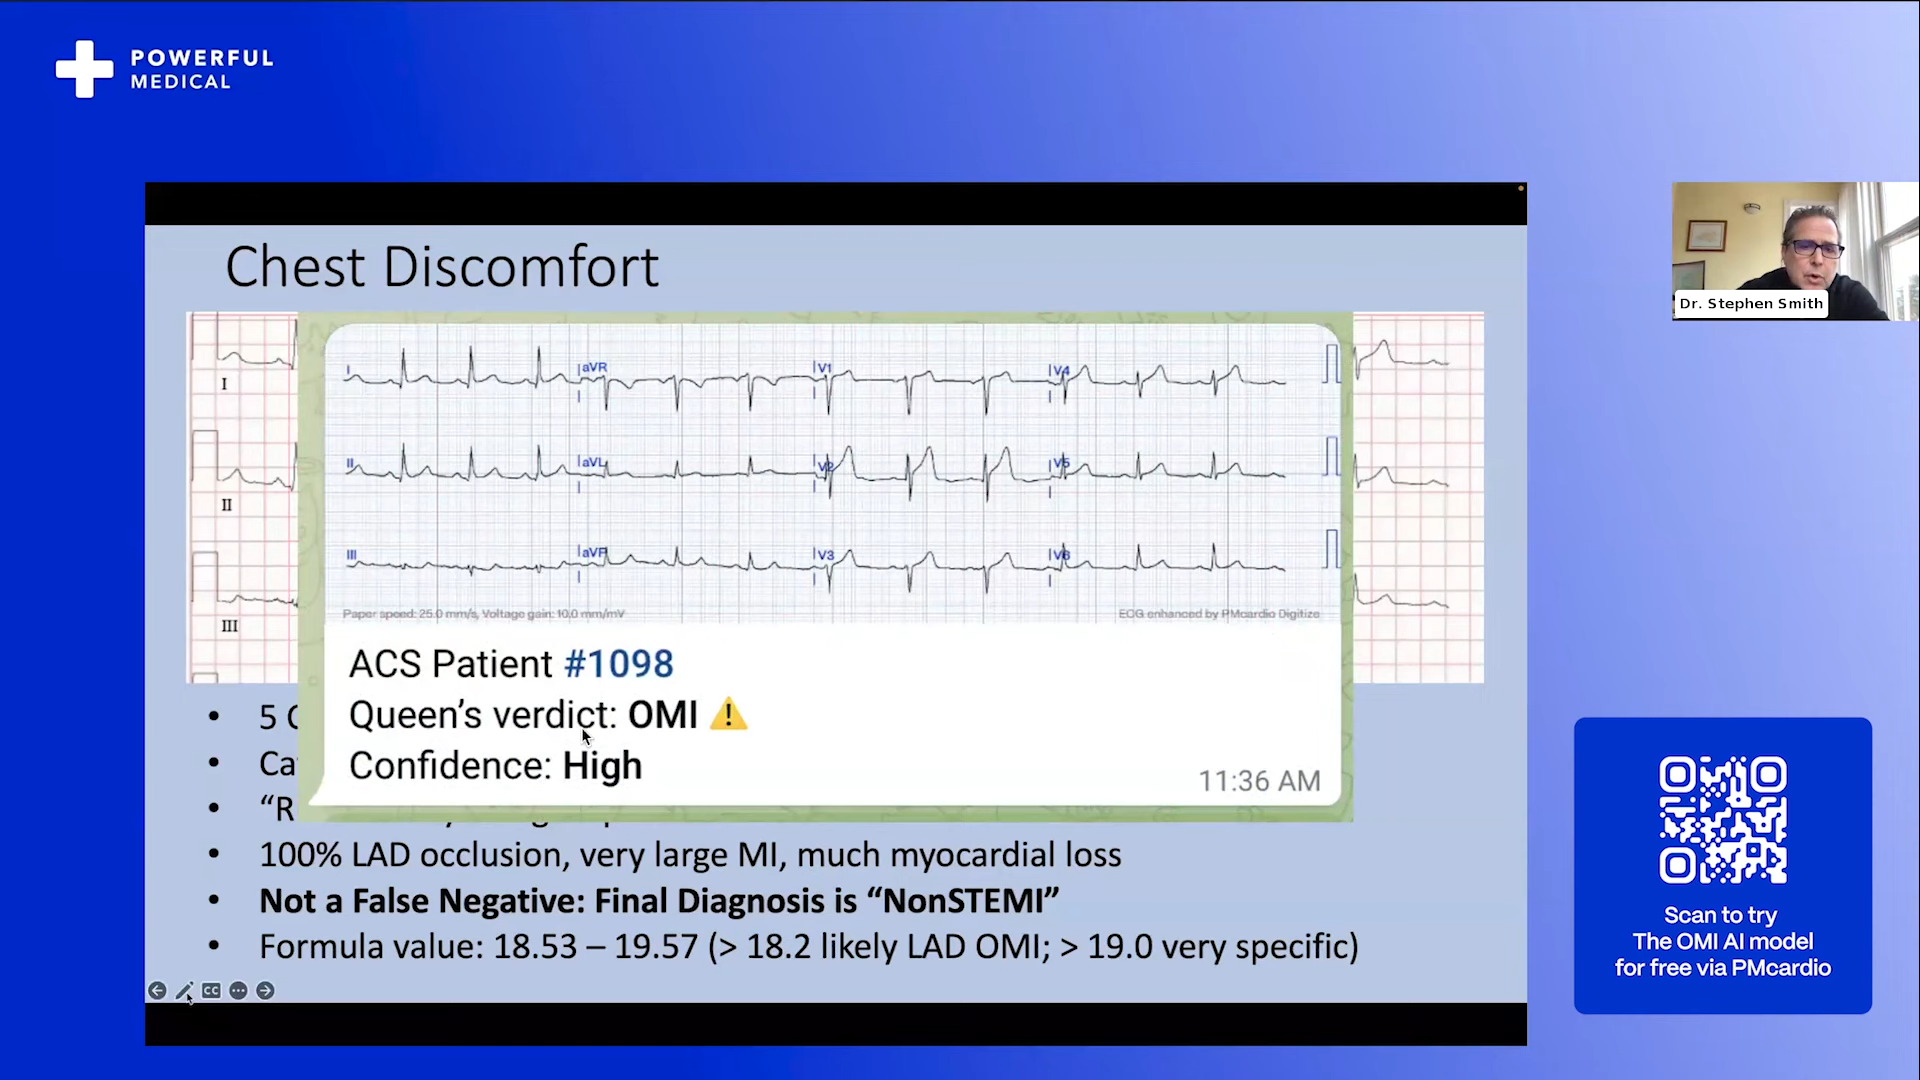 POWERFUL
MEDICAL
Chest Discomfort
I
II
III
I
aVR
V1
V4
II
aVL
V2
V5
III
aVF
V3
V6
Paper speed: 25.0 mm/s, Voltage gain: 10.0 mm/mV
ECG enhanced by PMcardio Digitize
ACS Patient #1098
Queen's verdict: OMI
Confidence: High
11:36 AM
• 5
• Ca
• “R
• 100% LAD occlusion, very large MI, much myocardial loss
• Not a False Negative: Final Diagnosis is “NonSTEMI”
• Formula value: 18.53 – 19.57 (> 18.2 likely LAD OMI; > 19.0 very specific)
CC
Dr. Stephen Smith
Scan to try
The OMI AI model
for free via PMcardio